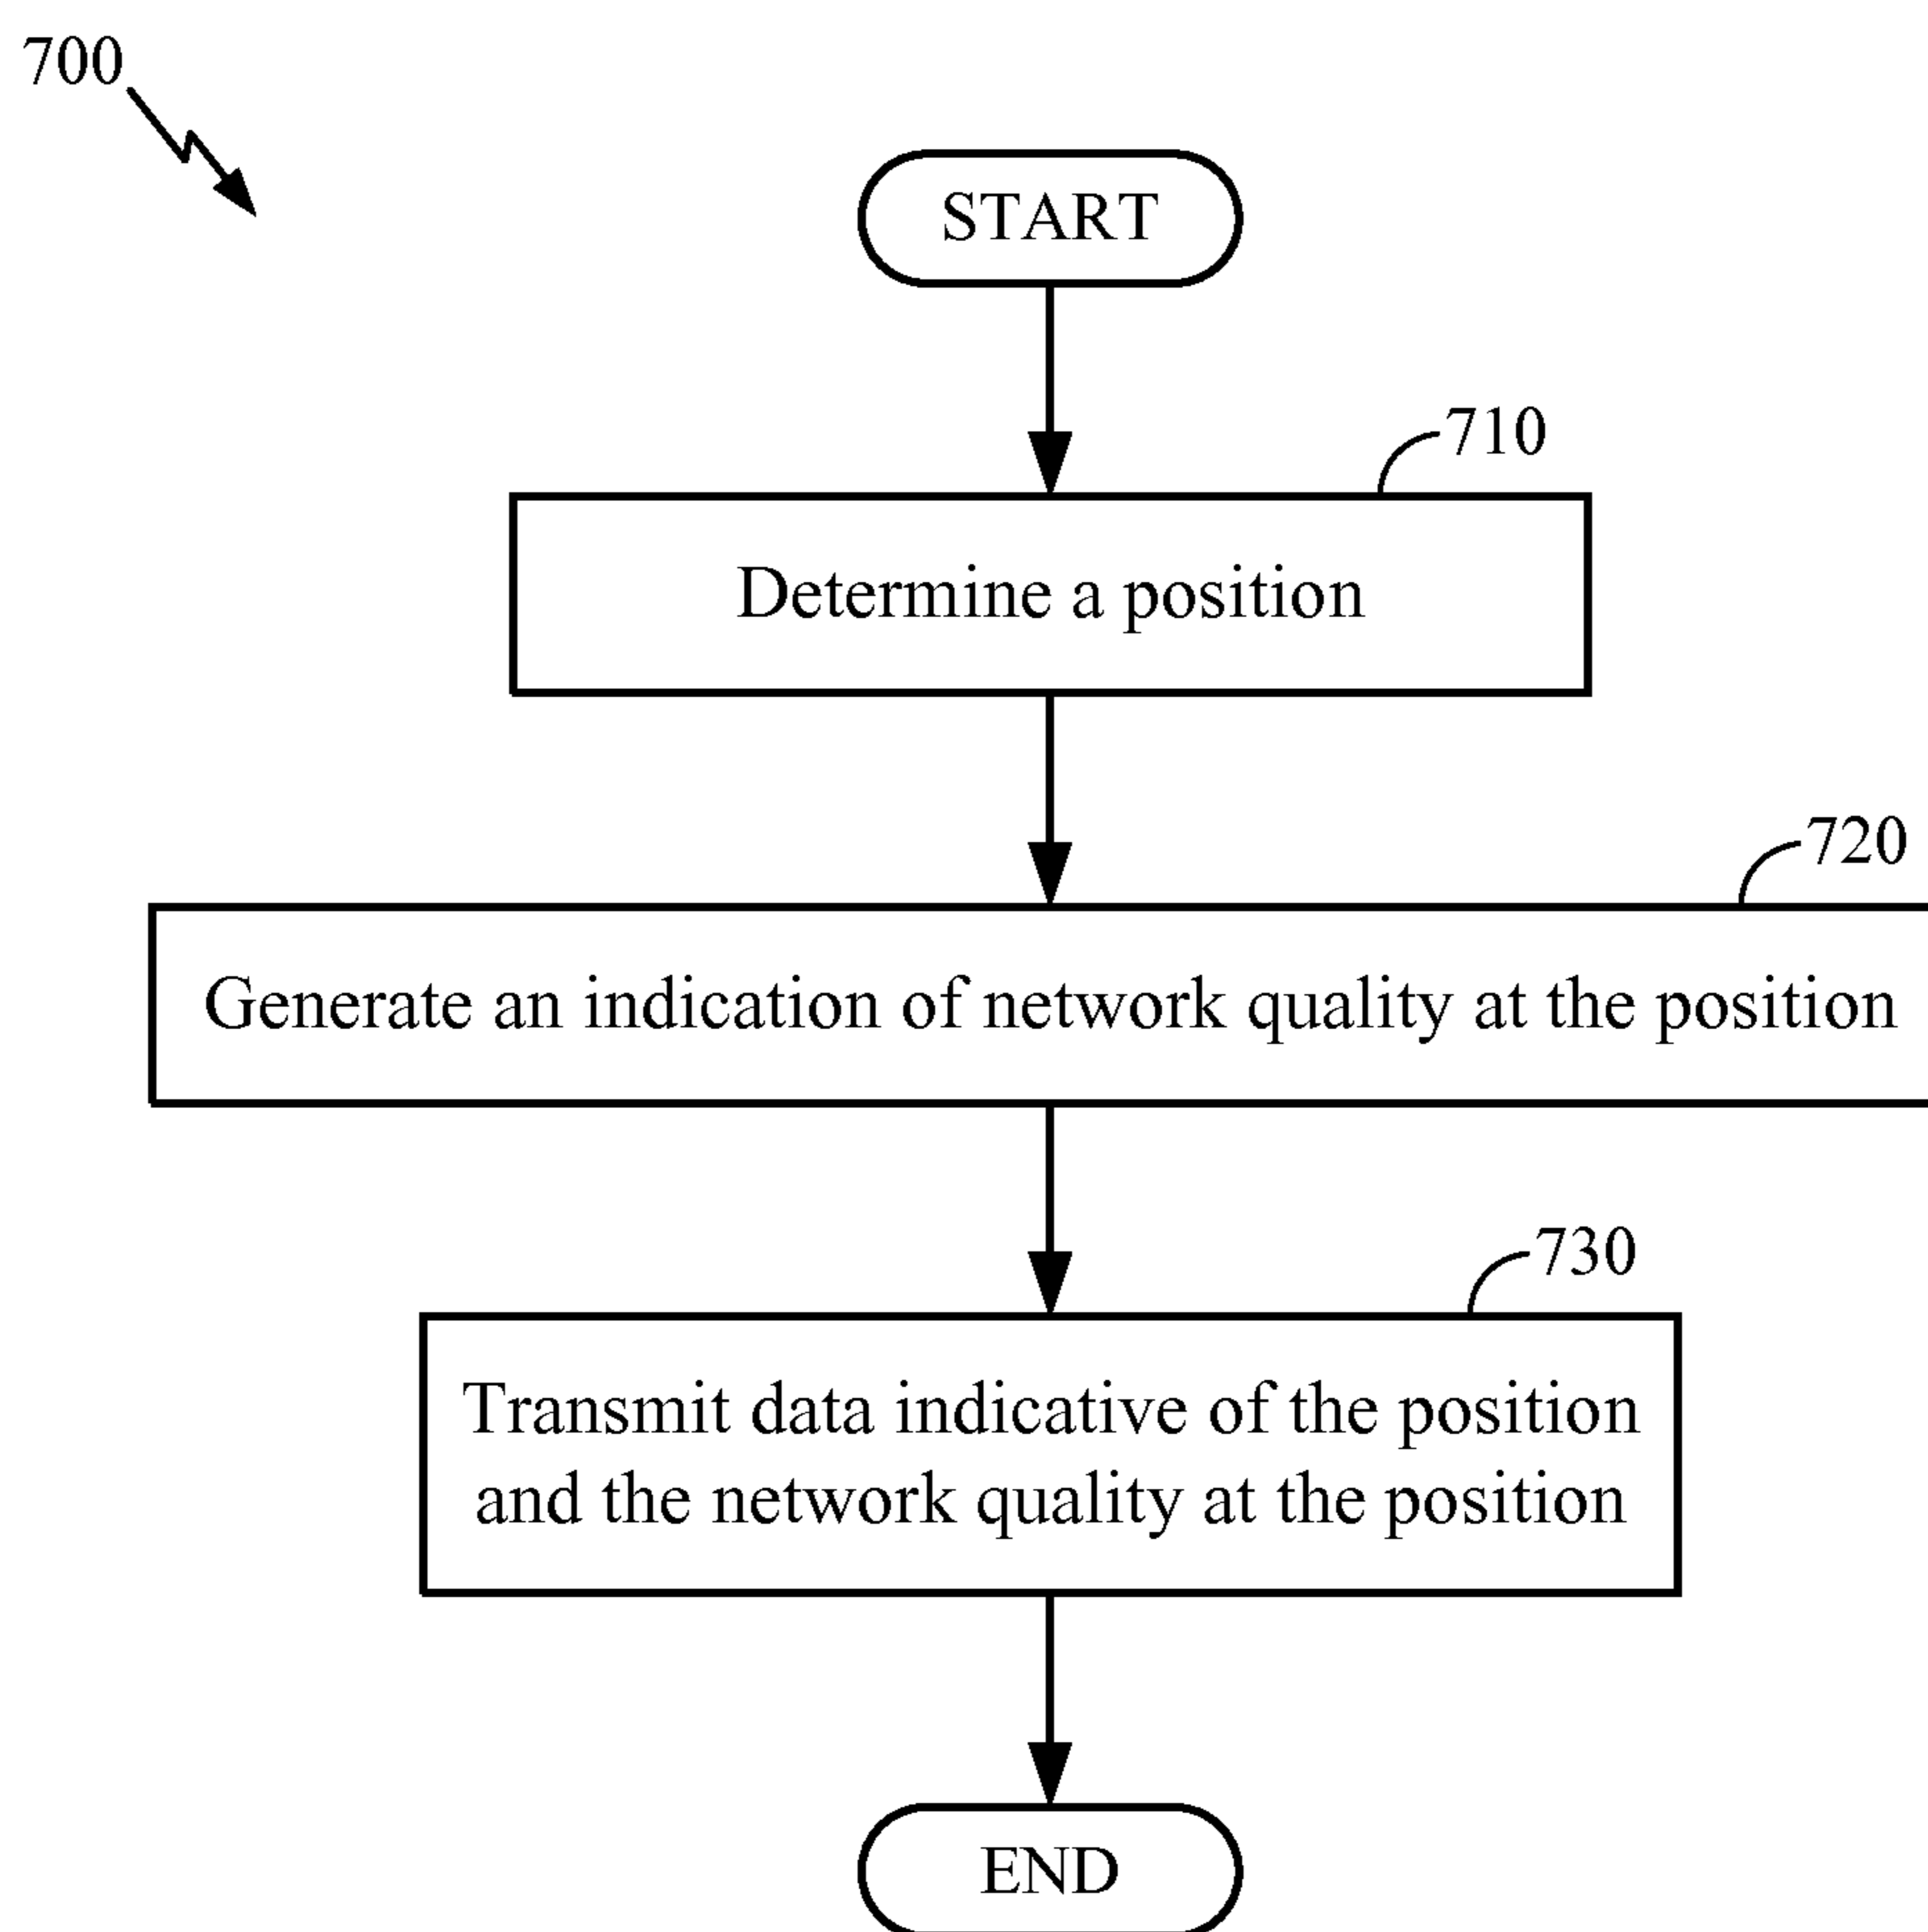 700
START
710
Determine a position
720
Generate an indication of network quality at the position
730
Transmit data indicative of the position
and the network quality at the position
END